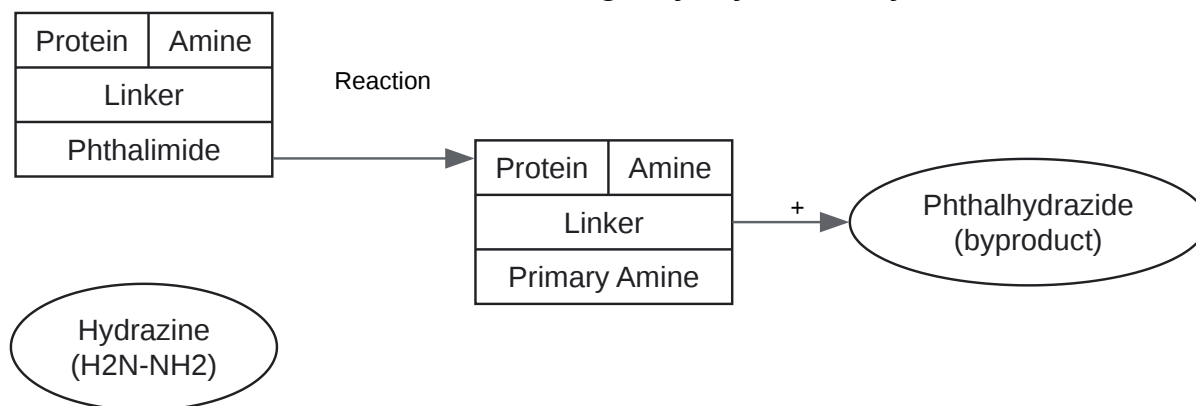 Protein Amine
Linker
Phthalimide
Reaction
Protein Amine
Linker
Primary Amine
+
Phthalhydrazide
(byproduct)
Hydrazine
(H2N-NH2)